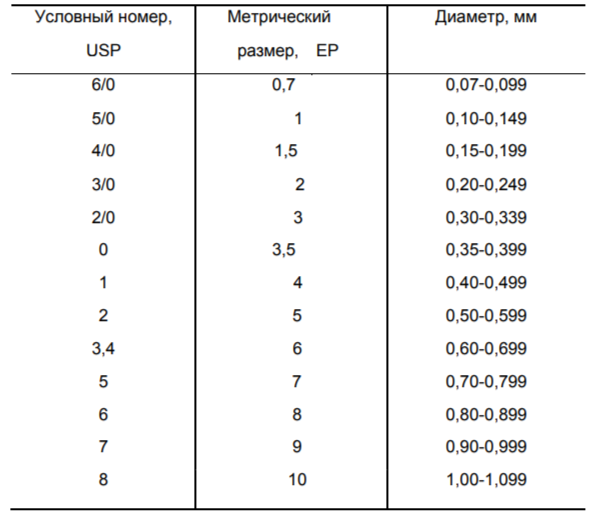 Условный номер, Метрический Диаметр, мм
USP размер, EP
6/0 0,7 0,07-0,099
5/0 1 0,10-0,149
4/0 1,5 0,15-0,199
3/0 2 0,20-0,249
2/0 3 0,30-0,339
0 3,5 0,35-0,399
1 4 0,40-0,499
2 5 0,50-0,599
3,4 6 0,60-0,699
5 7 0,70-0,799
6 8 0,80-0,899
7 9 0,90-0,999
8 10 1,00-1,099